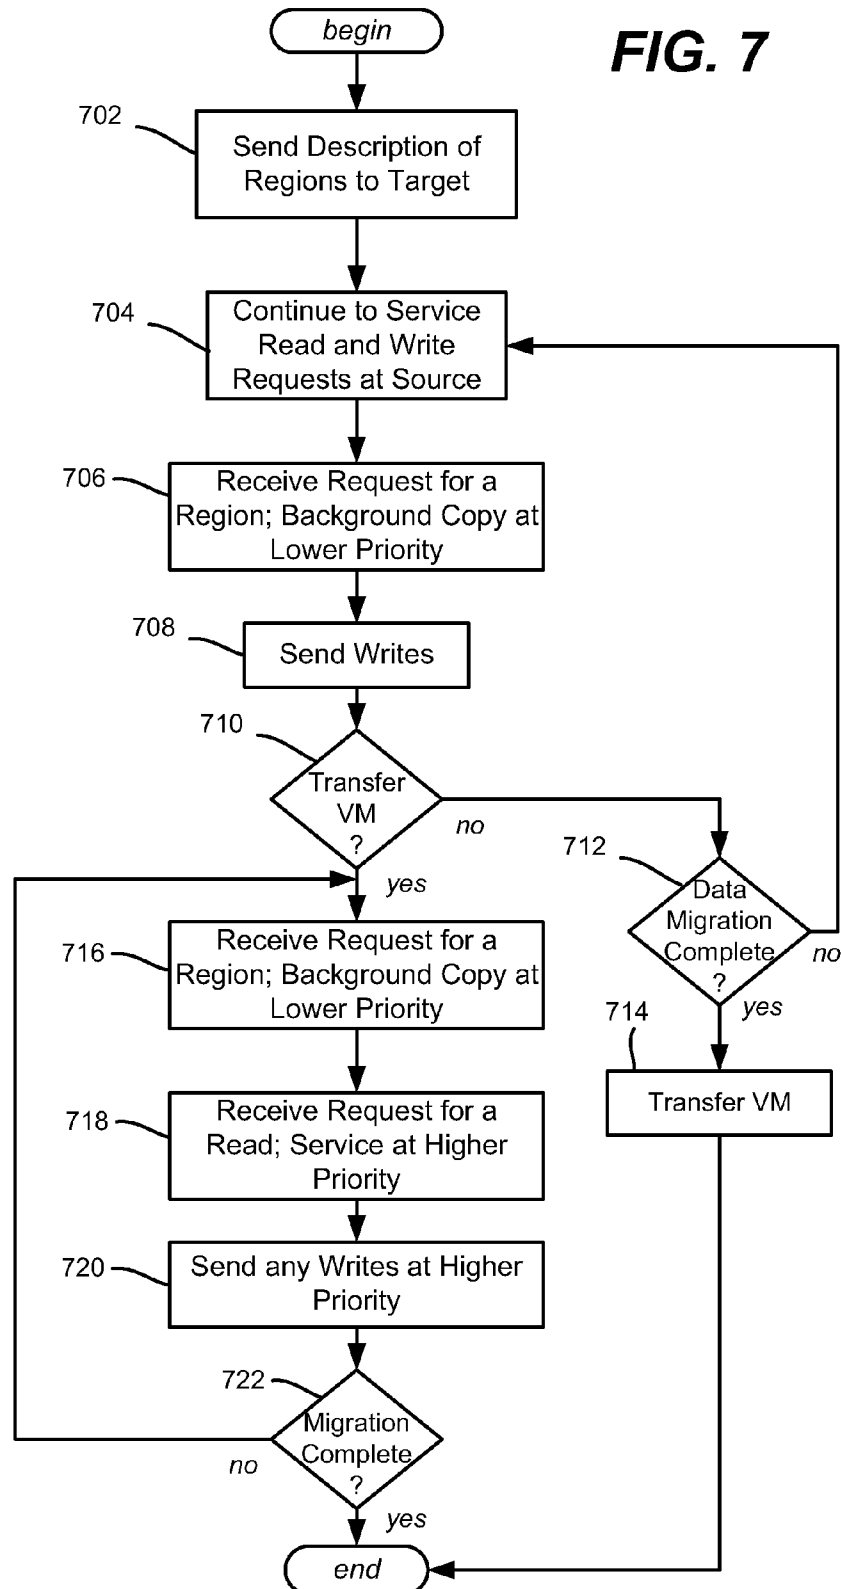 begin
FIG. 7
702
Send Description of
Regions to Target
704
Continue to Service
Read and Write
Requests at Source
706
Receive Request for a
Region; Background Copy at
Lower Priority
708
Send Writes
710
Transfer
VM
?
no
yes
712
Data
Migration
Complete
?
no
yes
714
Transfer VM
716
Receive Request for a
Region; Background Copy at
Lower Priority
718
Receive Request for a
Read; Service at Higher
Priority
720
Send any Writes at Higher
Priority
722
Migration
Complete
?
no
yes
end